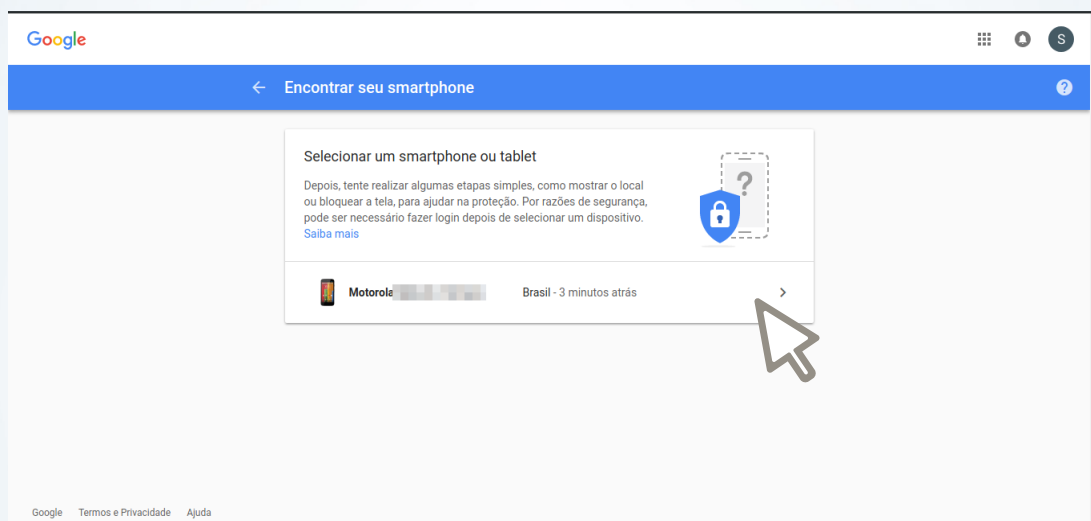 Google
S
Encontrar seu smartphone
?
Selecionar um smartphone ou tablet
Depois, tente realizar algumas etapas simples, como mostrar o local
ou bloquear a tela, para ajudar na proteção. Por razões de segurança,
pode ser necessário fazer login depois de selecionar um dispositivo.
Saiba mais
?
Motorola
Brasil - 3 minutos atrás
Google Termos e Privacidade Ajuda